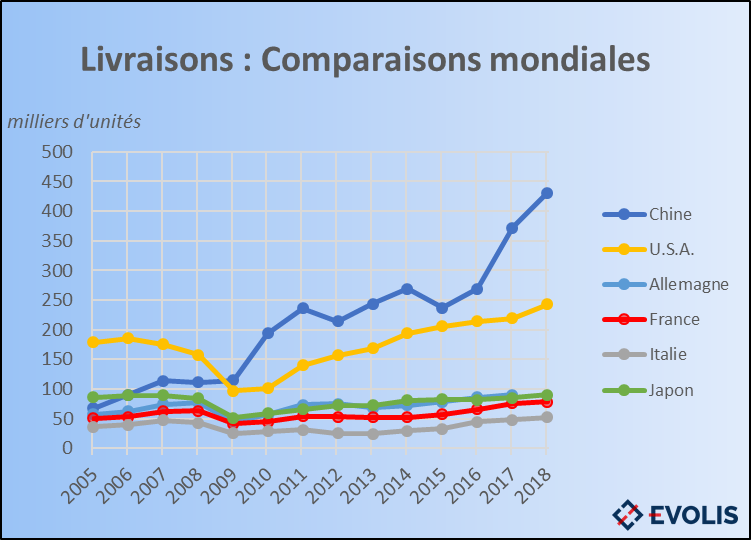 Livraisons : Comparaisons mondiales
milliers d'unités
500
450
400
350
300
250
200
150
100
50
0
2005 2006 2007 2008 2009 2010 2011 2012 2013 2014 2015 2016 2017 2018
Chine
U.S.A.
Allemagne
France
Italie
Japon
EVOLIS